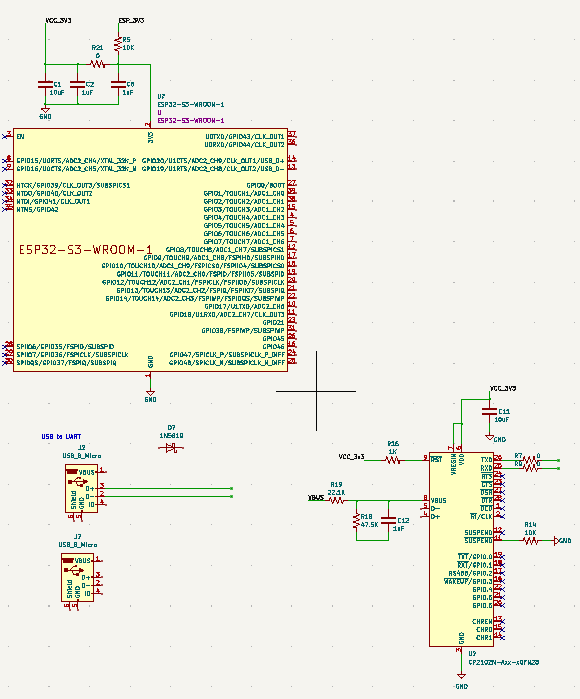 VCC_3V3
ESP_3V3
R5
10K
R21
0
C1
10uF
C2
1uF
1uF
GND
ESP32-S3-WROOM-1
U
ESP32-S3-WROOM-1
3V3
EN
U0TXD/GPIO43/CLK_OUT1
U0RXD/GPIO44/CLK_OUT2
GPIO15/U0RTS/ADC2_CH4/XTAL_32K_P
GPIO20/U1CTS/ADC2_CH9/CLK_OUT1/USB_D+
GPIO16/U0CTS/ADC2_CH5/XTAL_32K_N
GPIO19/U1RTS/ADC2_CH8/CLK_OUT2/USB_D-
MTCK/GPIO39/CLK_OUT3/SUBSPICS1
MTDO/GPIO40/CLK_OUT2
MTDI/GPIO41/CLK_OUT1
MTMS/GPIO42
GPIO0/BOOT
GPIO1/TOUCH1/ADC1_CH0
GPIO2/TOUCH2/ADC1_CH1
GPIO3/TOUCH3/ADC1_CH2
GPIO4/TOUCH4/ADC1_CH3
GPIO5/TOUCH5/ADC1_CH4
GPIO6/TOUCH6/ADC1_CH5
GPIO7/TOUCH7/ADC1_CH6
GPIO8/TOUCH8/ADC1_CH7/SUBSPICS1
ESP32-S3-WROOM-1
GPIO9/TOUCH9/ADC1_CH8/FSPIHD/SUBSPIHD
GPIO10/TOUCH10/ADC1_CH9/FSPICS0/FSPIIO4/SUBSPICS0
GPIO11/TOUCH11/ADC2_CH0/FSPID/FSPIIO5/SUBSPID
GPIO12/TOUCH12/ADC2_CH1/FSPICLK/FSPIIO6/SUBSPICLK
GPIO13/TOUCH13/ADC2_CH2/FSPIQ/FSPIIO7/SUBSPIQ
GPIO14/TOUCH14/ADC2_CH3/FSPIWP/FSPIDQS/SUBSPIWP
GPIO17/U1TXD/ADC2_CH6
GPIO18/U1RXD/ADC2_CH7/CLK_OUT3
GPIO21
GPIO38/FSPIWP/SUBSPIWP
GPIO45
GPIO46
SPIIO6/GPIO35/FSPID/SUBSPID
SPIIO7/GPIO36/FSPICLK/SUBSPICLK
GPIO47/SPICLK_P/SUBSPICLK_P_DIFF
SPIDQS/GPIO37/FSPIQ/SUBSPIQ
GPIO48/SPICLK_N/SUBSPICLK_N_DIFF
GND
GND
USB to UART
USB_B_Micro
VBUS
D+
D-
ID
Shield
GND
D7
1N5819
USB_B_Micro
VBUS
D+
D-
ID
Shield
GND
VCC_3V3
C11
10uF
GND
VCC_3v3
R16
1K
RST
VREGIN
VDD
VBUS
R19
22.1K
R18
47.5K
C12
1uF
VBUS
D-
D+
TXD
RXD
RTS
CTS
DSR
DTR
DCD
RI/CLK
R7
0
0
SUSPEND
SUSPEND
R14
10K
GND
TXT/GPIO.0
RXT/GPIO.1
RS485/GPIO.2
WAKEUP/GPIO.3
GPIO.4
GPIO.5
GPIO.6
CHREN
CHR0
CHR1
GND
CP2102N-Axx-xQFN28
GND